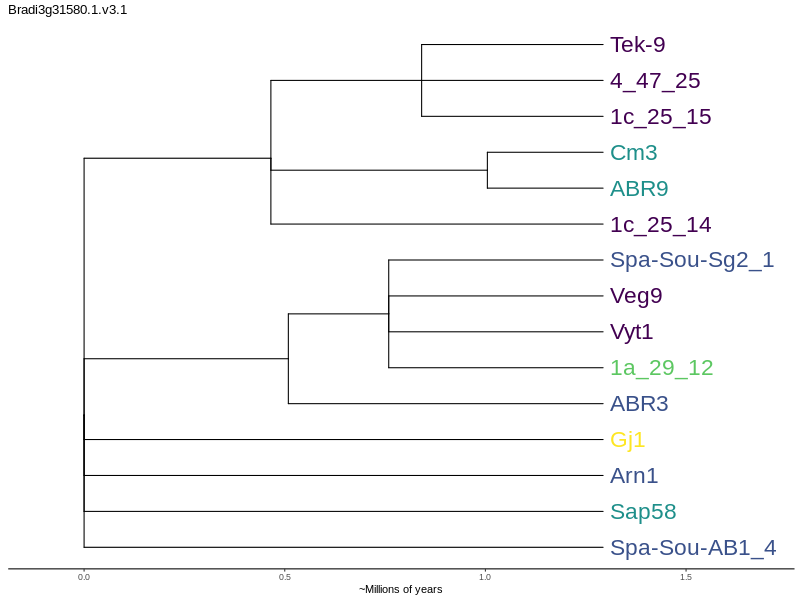 Bradi3g31580.1.v3.1
Tek-9
4_47_25
1c_25_15
Cm3
ABR9
1c_25_14
Spa-Sou-Sg2_1
Veg9
Vyt1
1a_29_12
ABR3
Gj1
Arn1
Sap58
Spa-Sou-AB1_4
0.0 0.5 1.0 1.5
~Millions of years